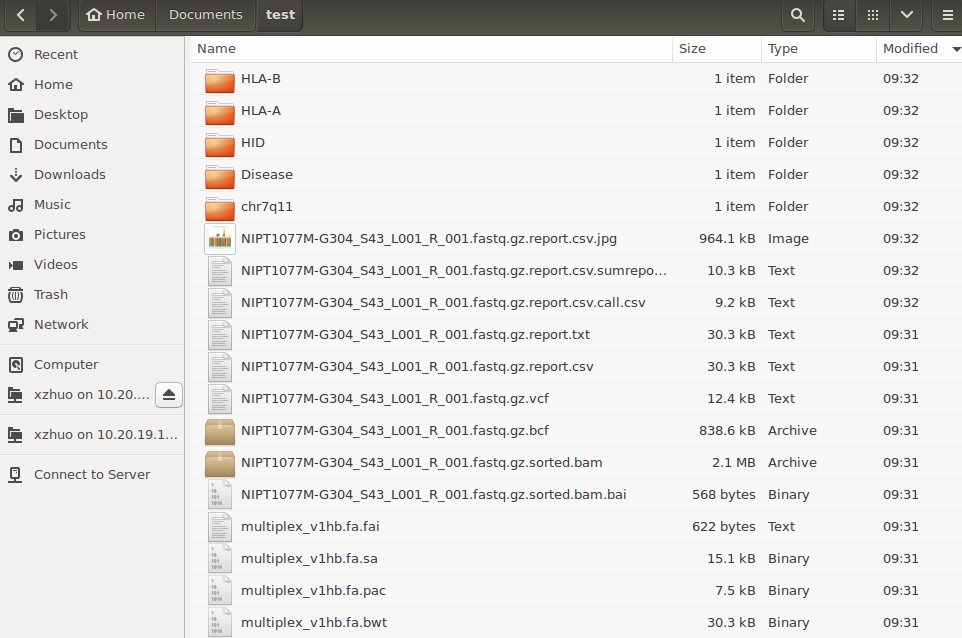 Home Documents test
Name Size Type Modified
Recent
Home
Desktop
Documents
Downloads
Music
Pictures
Videos
Trash
Network
Computer
xzhuo on 10.20....
xzhuo on 10.20.19.1...
Connect to Server
HLA-B 1 item Folder 09:32
HLA-A 1 item Folder 09:32
HID 1 item Folder 09:32
Disease 1 item Folder 09:32
chr7q11 1 item Folder 09:32
NIPT1077M-G304_S43_L001_R_001.fastq.gz.report.csv.jpg 964.1 kB Image 09:32
NIPT1077M-G304_S43_L001_R_001.fastq.gz.report.csv.sumrepo... 10.3 kB Text 09:32
NIPT1077M-G304_S43_L001_R_001.fastq.gz.report.csv.call.csv 9.2 kB Text 09:32
NIPT1077M-G304_S43_L001_R_001.fastq.gz.report.txt 30.3 kB Text 09:31
NIPT1077M-G304_S43_L001_R_001.fastq.gz.report.csv 30.3 kB Text 09:31
NIPT1077M-G304_S43_L001_R_001.fastq.gz.vcf 12.4 kB Text 09:31
NIPT1077M-G304_S43_L001_R_001.fastq.gz.bcf 838.6 kB Archive 09:31
NIPT1077M-G304_S43_L001_R_001.fastq.gz.sorted.bam 2.1 MB Archive 09:31
NIPT1077M-G304_S43_L001_R_001.fastq.gz.sorted.bam.bai 568 bytes Binary 09:31
multiplex_v1hb.fa.fai 622 bytes Text 09:31
multiplex_v1hb.fa.sa 15.1 kB Binary 09:31
multiplex_v1hb.fa.pac 7.5 kB Binary 09:31
multiplex_v1hb.fa.bwt 30.3 kB Binary 09:31